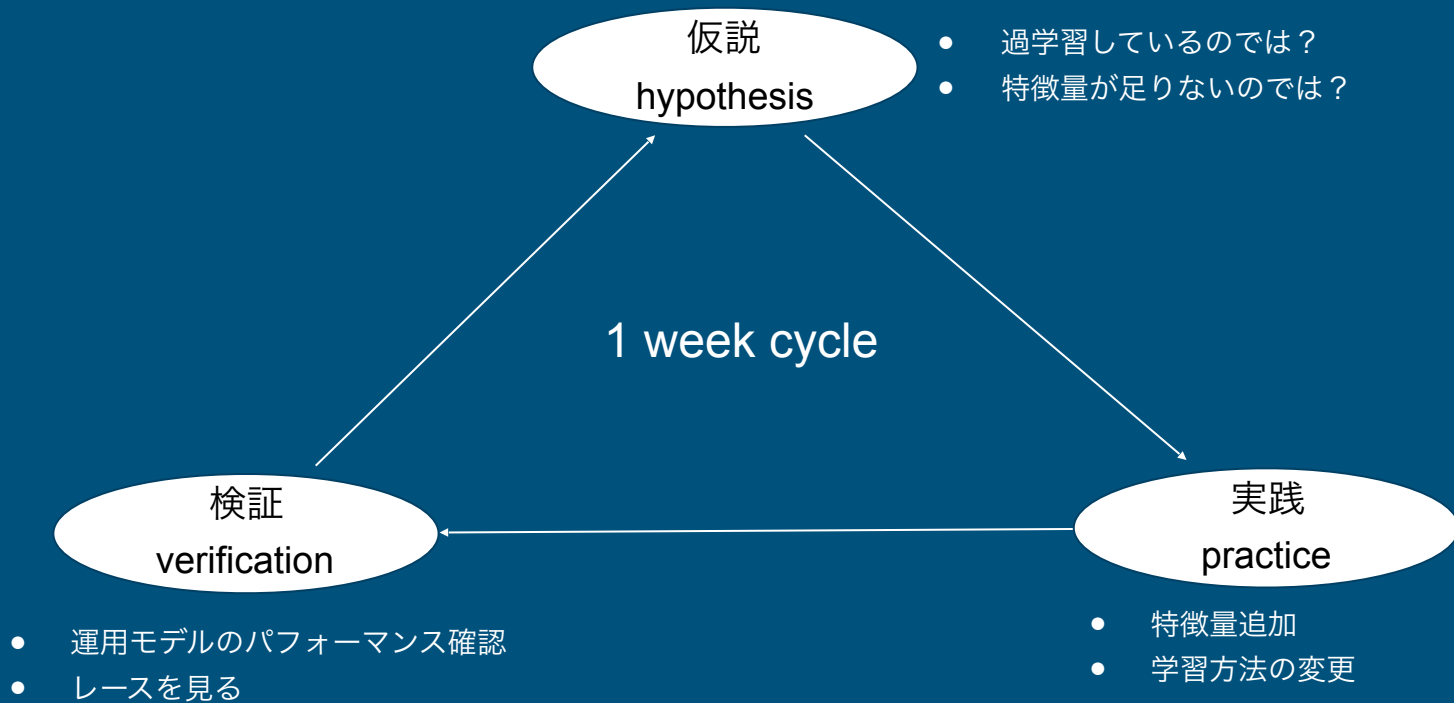 仮説
hypothesis
● 過学習しているのでは？
● 特徴量が足りないのでは？
1 week cycle
検証
verification
実践
practice
● 運用モデルのパフォーマンス確認
● レースを見る
● 特徴量追加
● 学習方法の変更